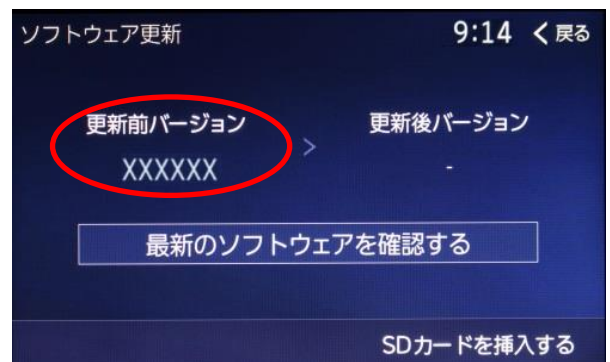 ソフトウェア更新 9:14 く戻る
更新前バージョン > 更新後バージョン
XXXXXX -
最新のソフトウェアを確認する
SDカードを挿入する